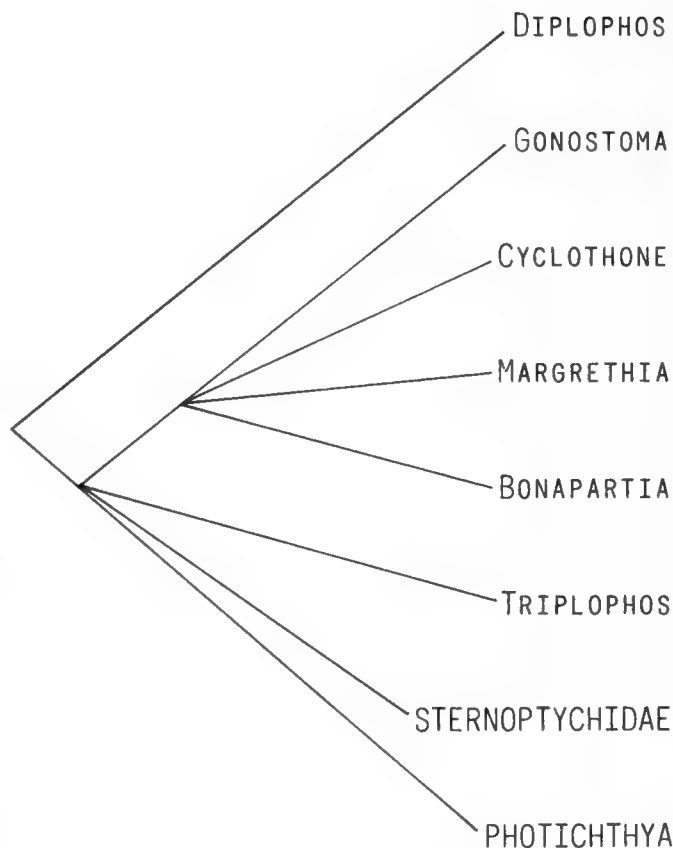 DIPLOPHOS
GONOSTOMA
CYCLOTHONE
MARGRETHIA
BONAPARTIA
TRIPLOPHOS
STERNOPTYCHIDAE
PHOTICHTHYA